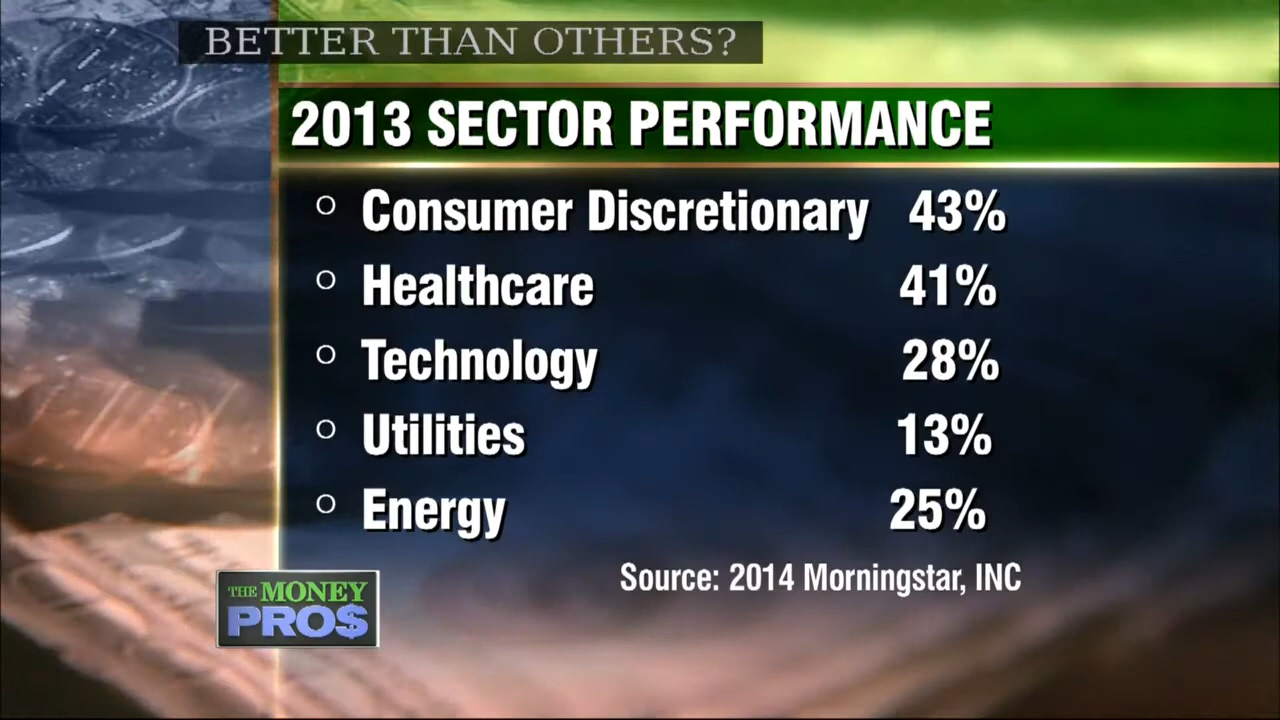 BETTER THAN OTHERS?
2013 SECTOR PERFORMANCE
Consumer Discretionary 43%
Healthcare 41%
Technology 28%
Utilities 13%
Energy 25%
Source: 2014 Morningstar, INC
THE MONEY
PRO$